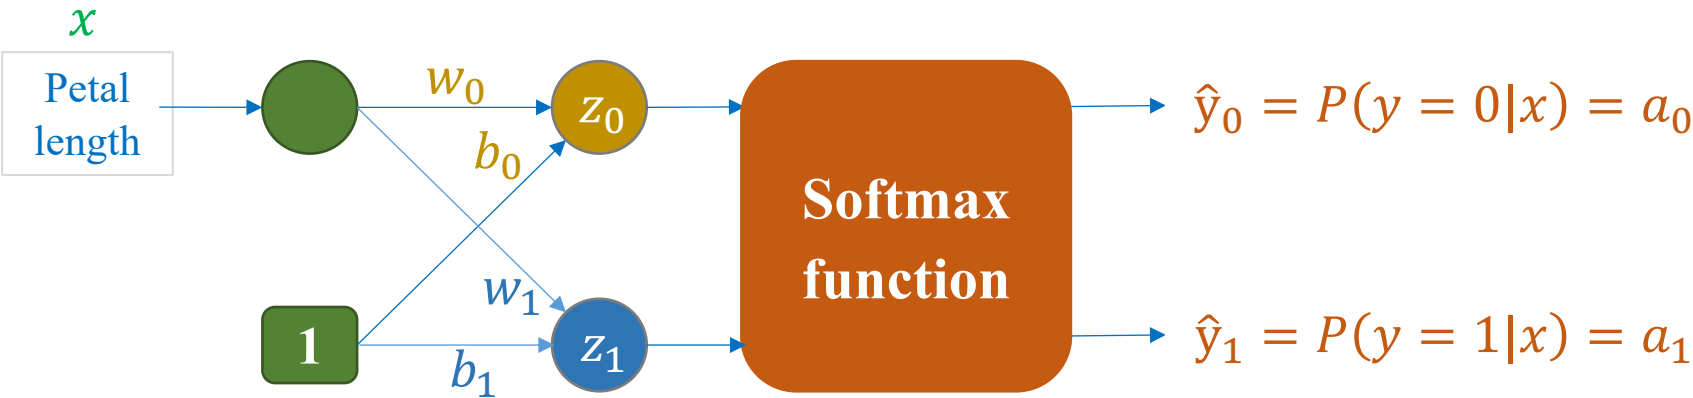 x
Petal
length
w₀
z₀
b₀
ŷ₀ = P(y = 0|x) = a₀
Softmax
function
w₁
1
z₁
b₁
ŷ₁ = P(y = 1|x) = a₁